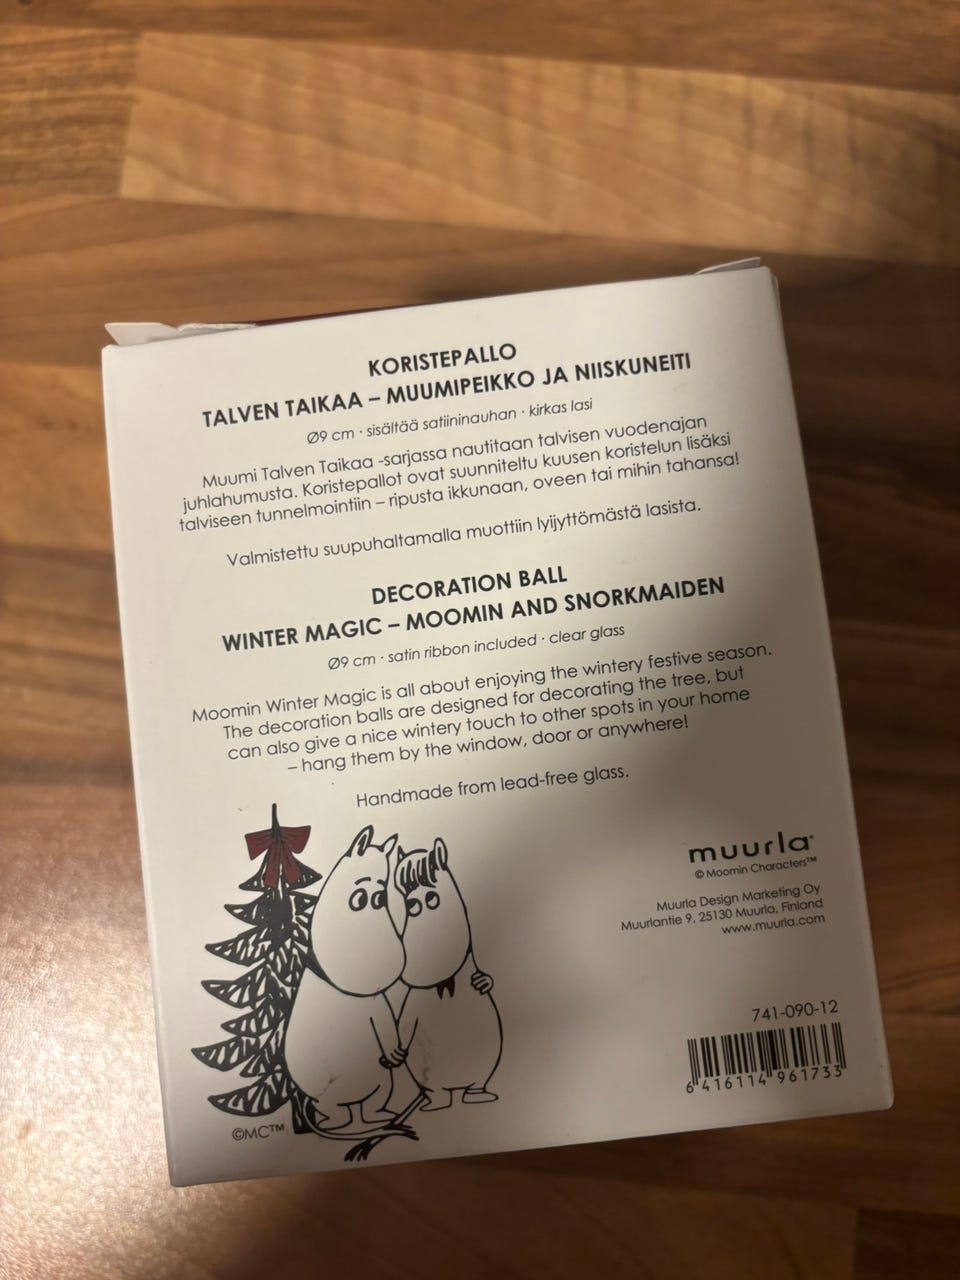 KORISTEPALLO
TALVEN TAIKAA – MUUMIPEIKKO JA NIISKUNEITI
Ø9 cm · sisältää satiininauhan · kirkas lasi
Muumi Talven Taikaa -sarjassa nautitaan talvisen vuodenajan
juhlahumusta. Koristepallot ovat suunniteltu kuusen koristelun lisäksi
talviseen tunnelmointiin – ripusta ikkunaan, oveen tai mihin tahansa!
Valmistettu suupuhaltamalla muottiin lyijyttömästä lasista.
DECORATION BALL
WINTER MAGIC – MOOMIN AND SNORKMAIDEN
Ø9 cm · satin ribbon included · clear glass
Moomin Winter Magic is all about enjoying the wintery festive season.
The decoration balls are designed for decorating the tree, but
can also give a nice wintery touch to other spots in your home
– hang them by the window, door or anywhere!
Handmade from lead-free glass.
muurla®
© Moomin Characters™
Muurla Design Marketing Oy
Muurlantie 9, 25130 Muurla, Finland
www.muurla.com
741-090-12
6 416114 961733
©MC™